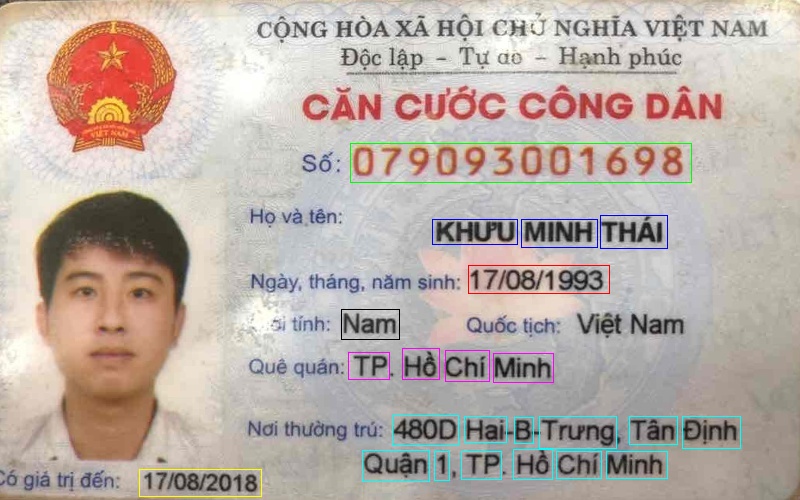 CỘNG HÒA XÃ HỘI CHỦ NGHĨA VIỆT NAM
Độc lập - Tự do - Hạnh phúc
CĂN CƯỚC CÔNG DÂN
Số: 079093001698
Họ và tên:
KHƯU MINH THÁI
Ngày, tháng, năm sinh: 17/08/1993
tính: Nam Quốc tịch: Việt Nam
Quê quán: TP. Hồ Chí Minh
Nơi thường trú: 480D Hai-B-Trưng, Tân Định
Quận 1, TP. Hồ Chí Minh
Có giá trị đến: 17/08/2018
VIỆT NAM